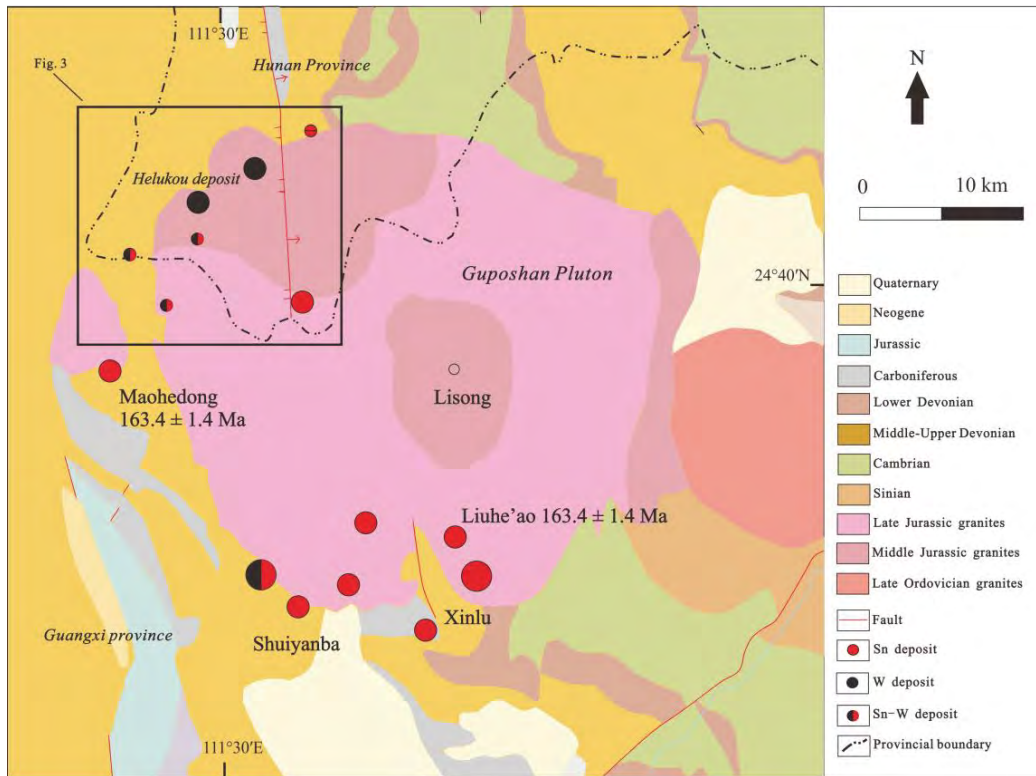 111°30′E
Fig. 3
Hunan Province
N
Helukou deposit
0 10 km
Guposhan Pluton
24°40′N
Lisong
Maohedong
163.4 ± 1.4 Ma
Liuhe'ao 163.4 ± 1.4 Ma
Xinlu
Shuiyanba
Guangxi province
111°30′E
Quaternary
Neogene
Jurassic
Carboniferous
Lower Devonian
Middle-Upper Devonian
Cambrian
Sinian
Late Jurassic granites
Middle Jurassic granites
Late Ordovician granites
Fault
Sn deposit
W deposit
Sn-W deposit
Provincial boundary